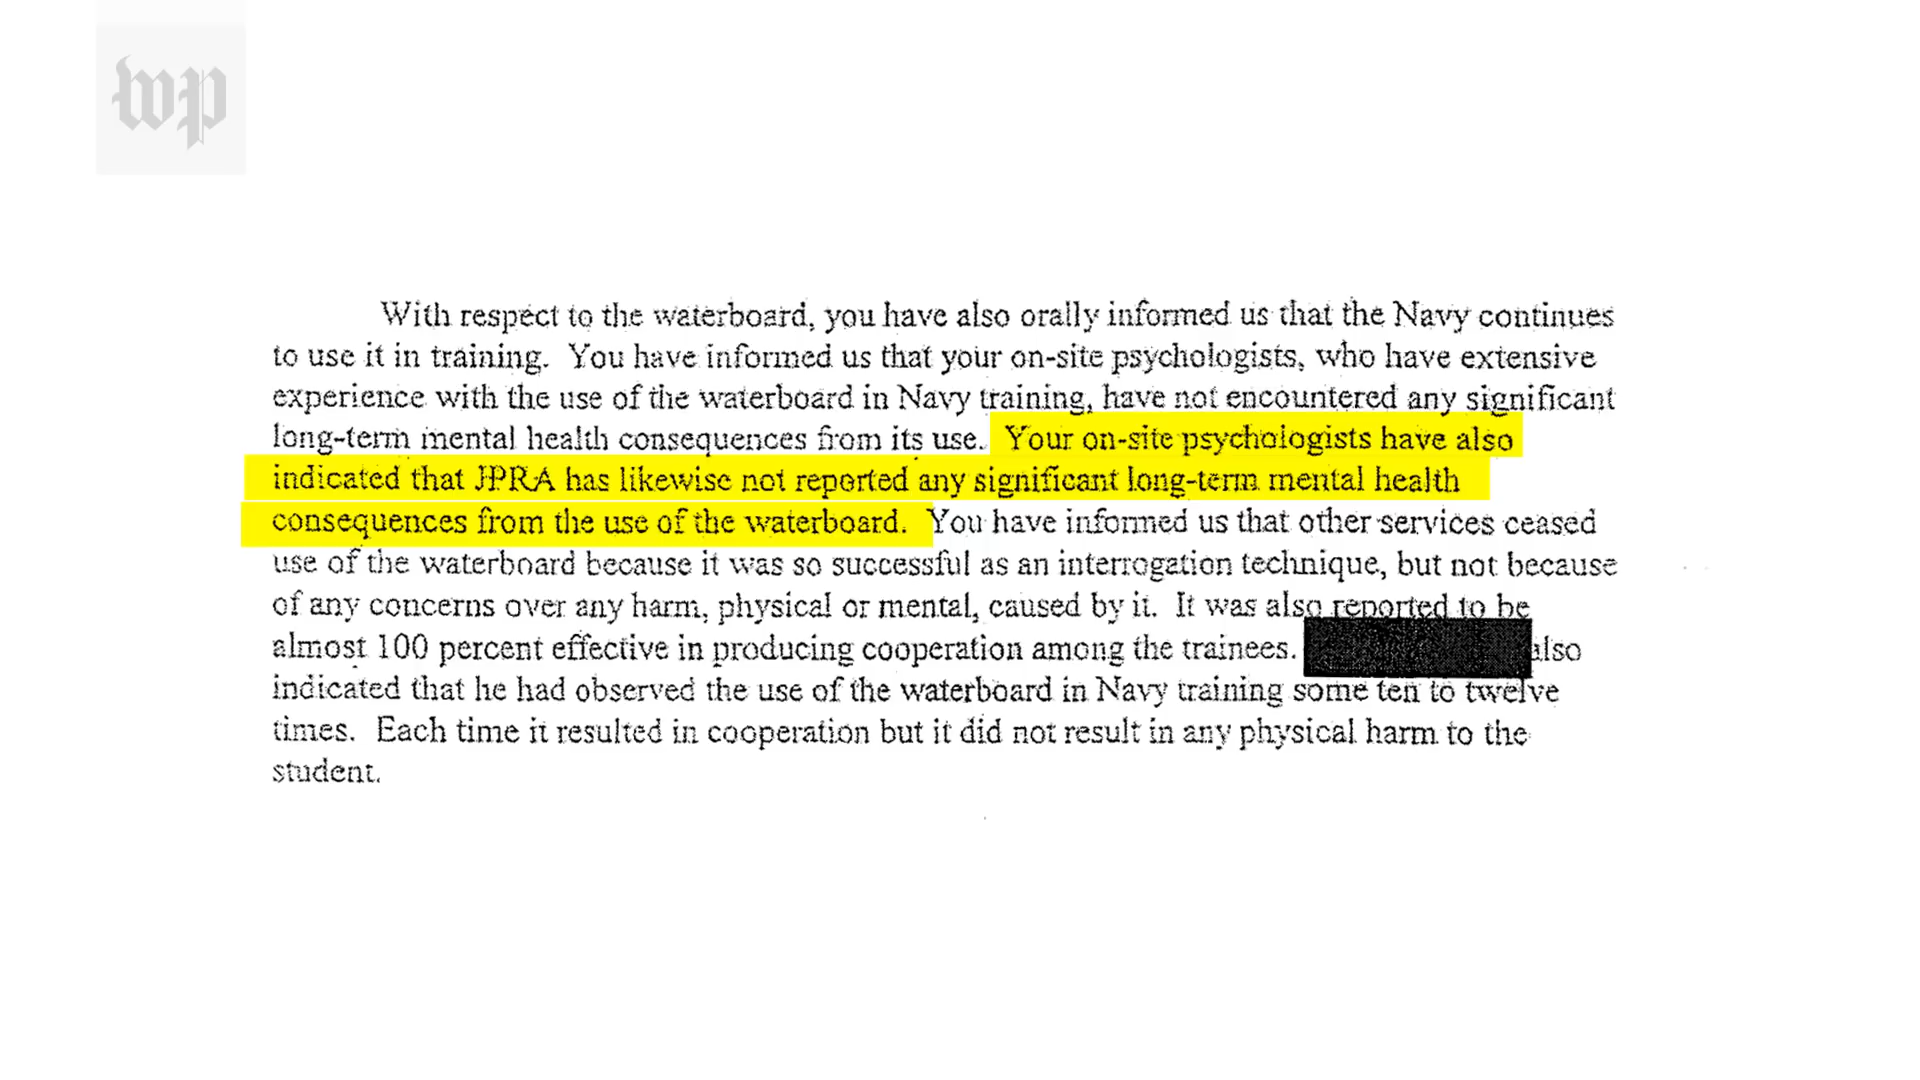 wp
With respect to the waterboard, you have also orally informed us that the Navy continues
to use it in training. You have informed us that your on-site psychologists, who have extensive
experience with the use of the waterboard in Navy training, have not encountered any significant
long-term mental health consequences from its use. Your on-site psychologists have also
indicated that JPRA has likewise not reported any significant long-term mental health
consequences from the use of the waterboard. You have informed us that other services ceased
use of the waterboard because it was so successful as an interrogation technique, but not because
of any concerns over any harm, physical or mental, caused by it. It was also reported to be
almost 100 percent effective in producing cooperation among the trainees. also
indicated that he had observed the use of the waterboard in Navy training some ten to twelve
times. Each time it resulted in cooperation but it did not result in any physical harm to the
student.